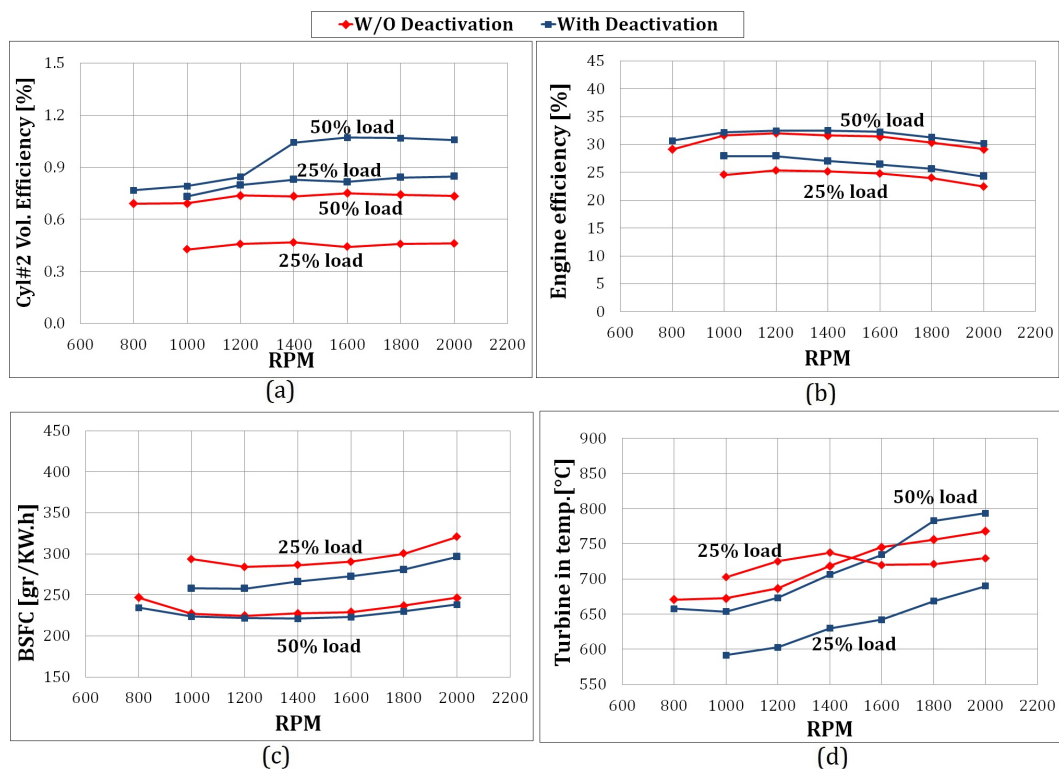 W/O Deactivation With Deactivation
Cyl#2 Vol. Efficiency [%]
1.5
1.2
0.9
0.6
0.3
0.0
50% load
25% load
50% load
25% load
600 800 1000 1200 1400 1600 1800 2000 2200
RPM
(a)
Engine efficiency [%]
45
40
35
30
25
20
15
10
5
0
50% load
25% load
600 800 1000 1200 1400 1600 1800 2000 2200
RPM
(b)
BSFC [gr/KW.h]
450
400
350
300
250
200
150
25% load
50% load
600 800 1000 1200 1400 1600 1800 2000 2200
RPM
(c)
Turbine in temp.[°C]
900
850
800
750
700
650
600
550
50% load
25% load
25% load
600 800 1000 1200 1400 1600 1800 2000 2200
RPM
(d)